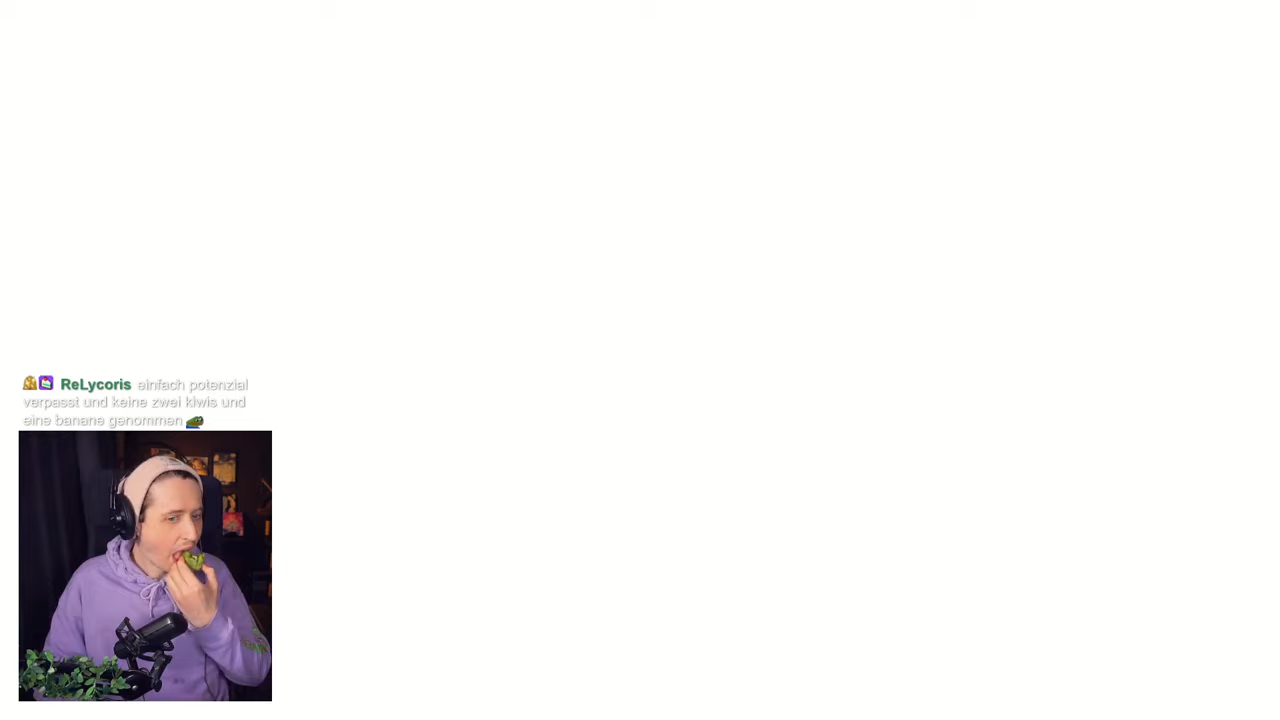 ReLycoris einfach potenzial
verpasst und keine zwei kiwis und
eine banane genommen